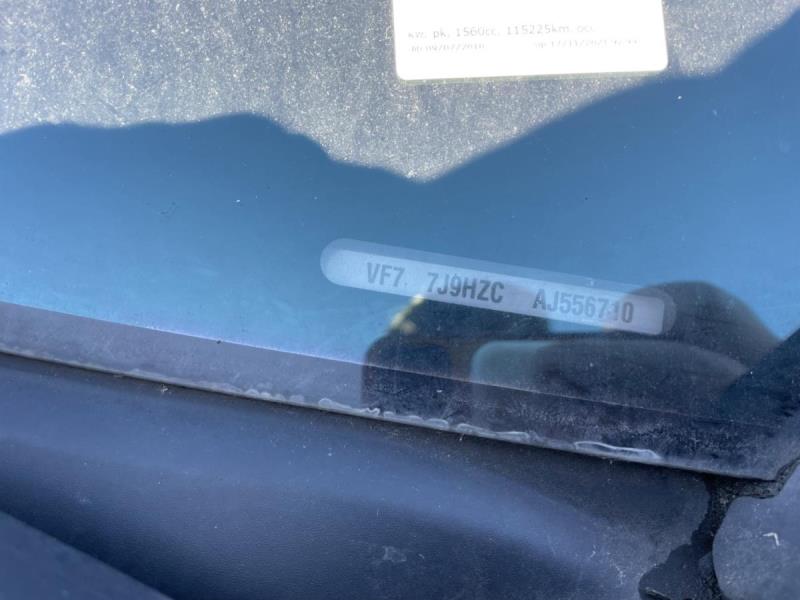 kW, pk, 1560cc, 115225km, occ
VF7 7J9HZC AJ556710